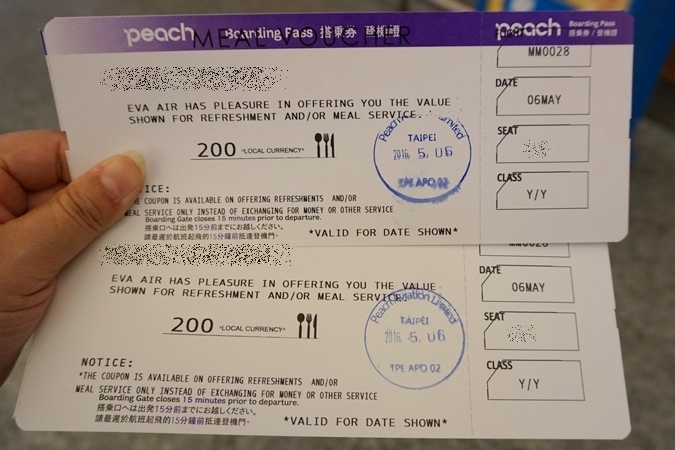 peach Boarding Pass 搭乗券 登機證
MEAL VOUCHER
EVA AIR HAS PLEASURE IN OFFERING YOU THE VALUE
SHOWN FOR REFRESHMENT AND/OR MEAL SERVICE.
200 *LOCAL CURRENCY*
Peach Limited
TAIPEI
2016. 5. 06
TPE APO 02
NOTICE:
*THE COUPON IS AVAILABLE ON OFFERING REFRESHMENTS AND/OR
MEAL SERVICE ONLY INSTEAD OF EXCHANGING FOR MONEY OR OTHER SERVICE
Boarding Gate closes 15 minutes prior to departure.
搭乗口へは出発15分前までにお越しください。
請最遲於航班起飛的15分鐘前抵達登機門。
*VALID FOR DATE SHOWN*
peach Boarding Pass
搭乗券 / 登機證
MM0028
DATE
06MAY
SEAT
CLASS
Y/Y
EVA AIR HAS PLEASURE IN OFFERING YOU THE VALUE
SHOWN FOR REFRESHMENT AND/OR MEAL SERVICE.
200 *LOCAL CURRENCY*
Peach Aviation Limited
TAIPEI
2016. 5. 06
TPE APO 02
NOTICE:
*THE COUPON IS AVAILABLE ON OFFERING REFRESHMENTS AND/OR
MEAL SERVICE ONLY INSTEAD OF EXCHANGING FOR MONEY OR OTHER SERVICE
Boarding Gate closes 15 minutes prior to departure.
搭乗口へは出発15分前までにお越しください。
請最遲於航班起飛的15分鐘前抵達登機門。
*VALID FOR DATE SHOWN*
MM0028
DATE
06MAY
SEAT
CLASS
Y/Y